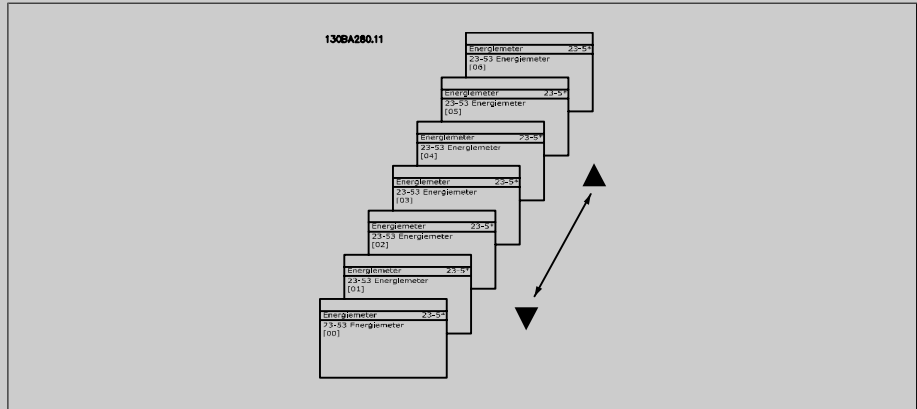 130BA280.11
Energiemeter 23-5*
23-53 Energiemeter
[06]
Energiemeter 23-5*
23-53 Energiemeter
[05]
Energiemeter 23-5*
23-53 Energiemeter
[04]
Energiemeter 23-5*
23-53 Energiemeter
[03]
Energiemeter 23-5*
23-53 Energiemeter
[02]
Energiemeter 23-5*
23-53 Energiemeter
[01]
Energiemeter 23-5*
23-53 Energiemeter
[00]